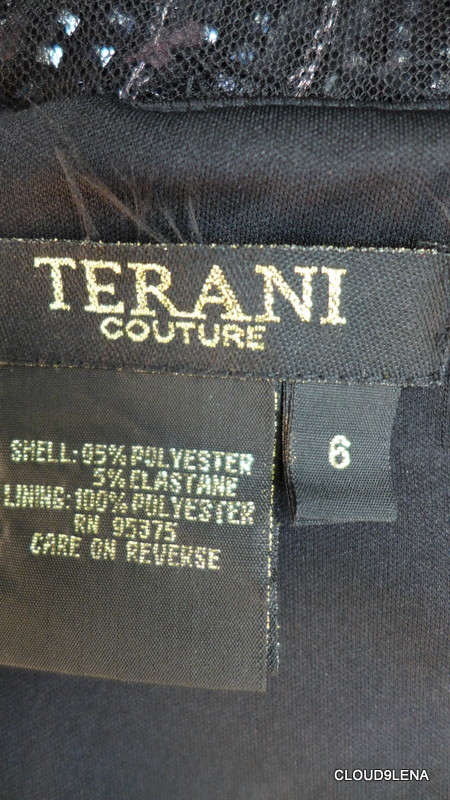 TERANI
COUTURE
6
SHELL: 95% POLYESTER
5% ELASTANE
LINING: 100% POLYESTER
RN 95375
CARE ON REVERSE
CLOUD9LENA